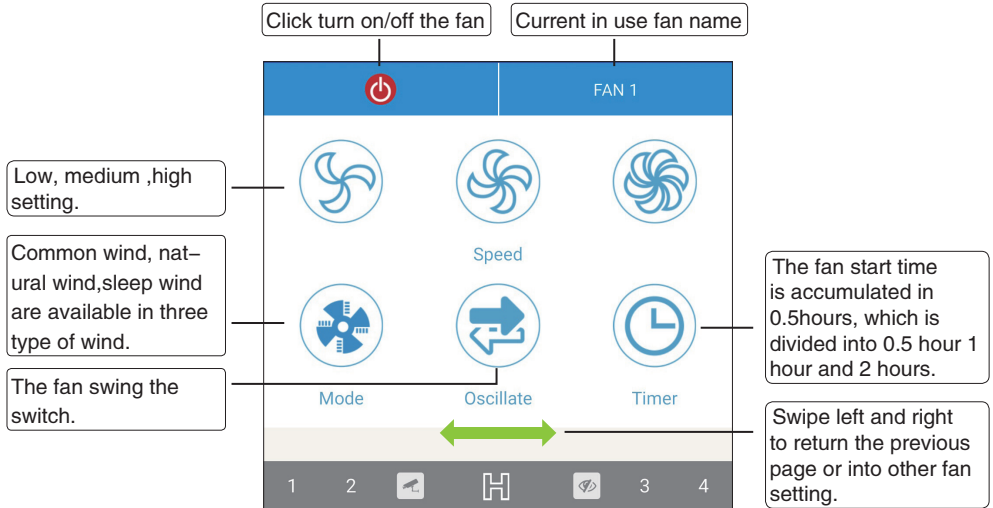 Click turn on/off the fan
Current in use fan name
FAN 1
Low, medium ,high
setting.
Speed
Common wind, nat–
ural wind,sleep wind
are available in three
type of wind.
The fan start time
is accumulated in
0.5hours, which is
divided into 0.5 hour 1
hour and 2 hours.
The fan swing the
switch.
Mode
Oscillate
Timer
Swipe left and right
to return the previous
page or into other fan
setting.
1 2 H 3 4